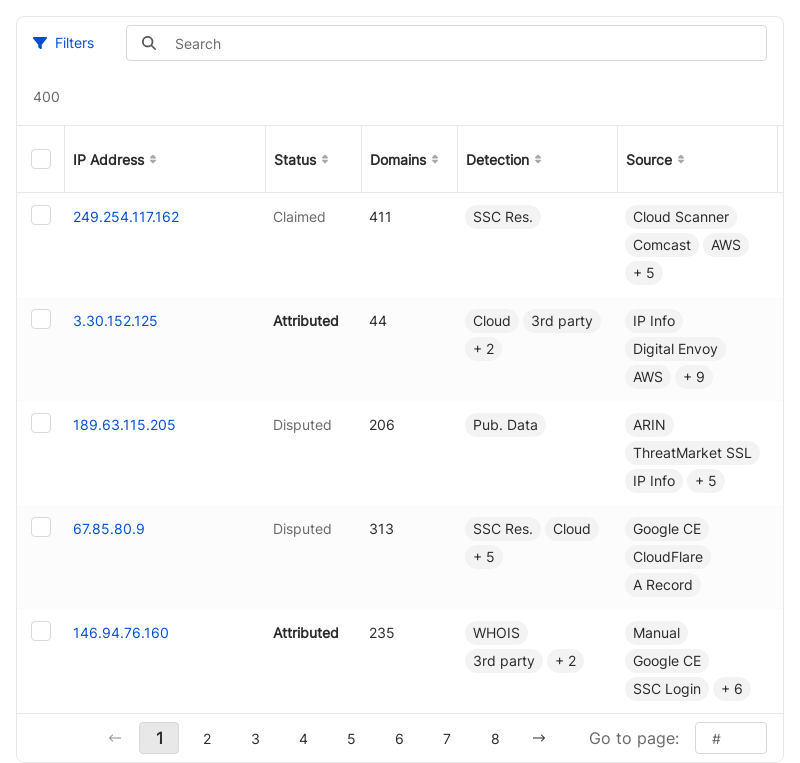 Filters
Search
400
IP Address Status Domains Detection Source
249.254.117.162 Claimed 411 SSC Res. Cloud Scanner
Comcast AWS
+ 5
3.30.152.125 Attributed 44 Cloud 3rd party IP Info
+ 2 Digital Envoy
AWS + 9
189.63.115.205 Disputed 206 Pub. Data ARIN
ThreatMarket SSL
IP Info + 5
67.85.80.9 Disputed 313 SSC Res. Cloud Google CE
+ 5 CloudFlare
A Record
146.94.76.160 Attributed 235 WHOIS Manual
3rd party + 2 Google CE
SSC Login + 6
← 1 2 3 4 5 6 7 8 → Go to page: #